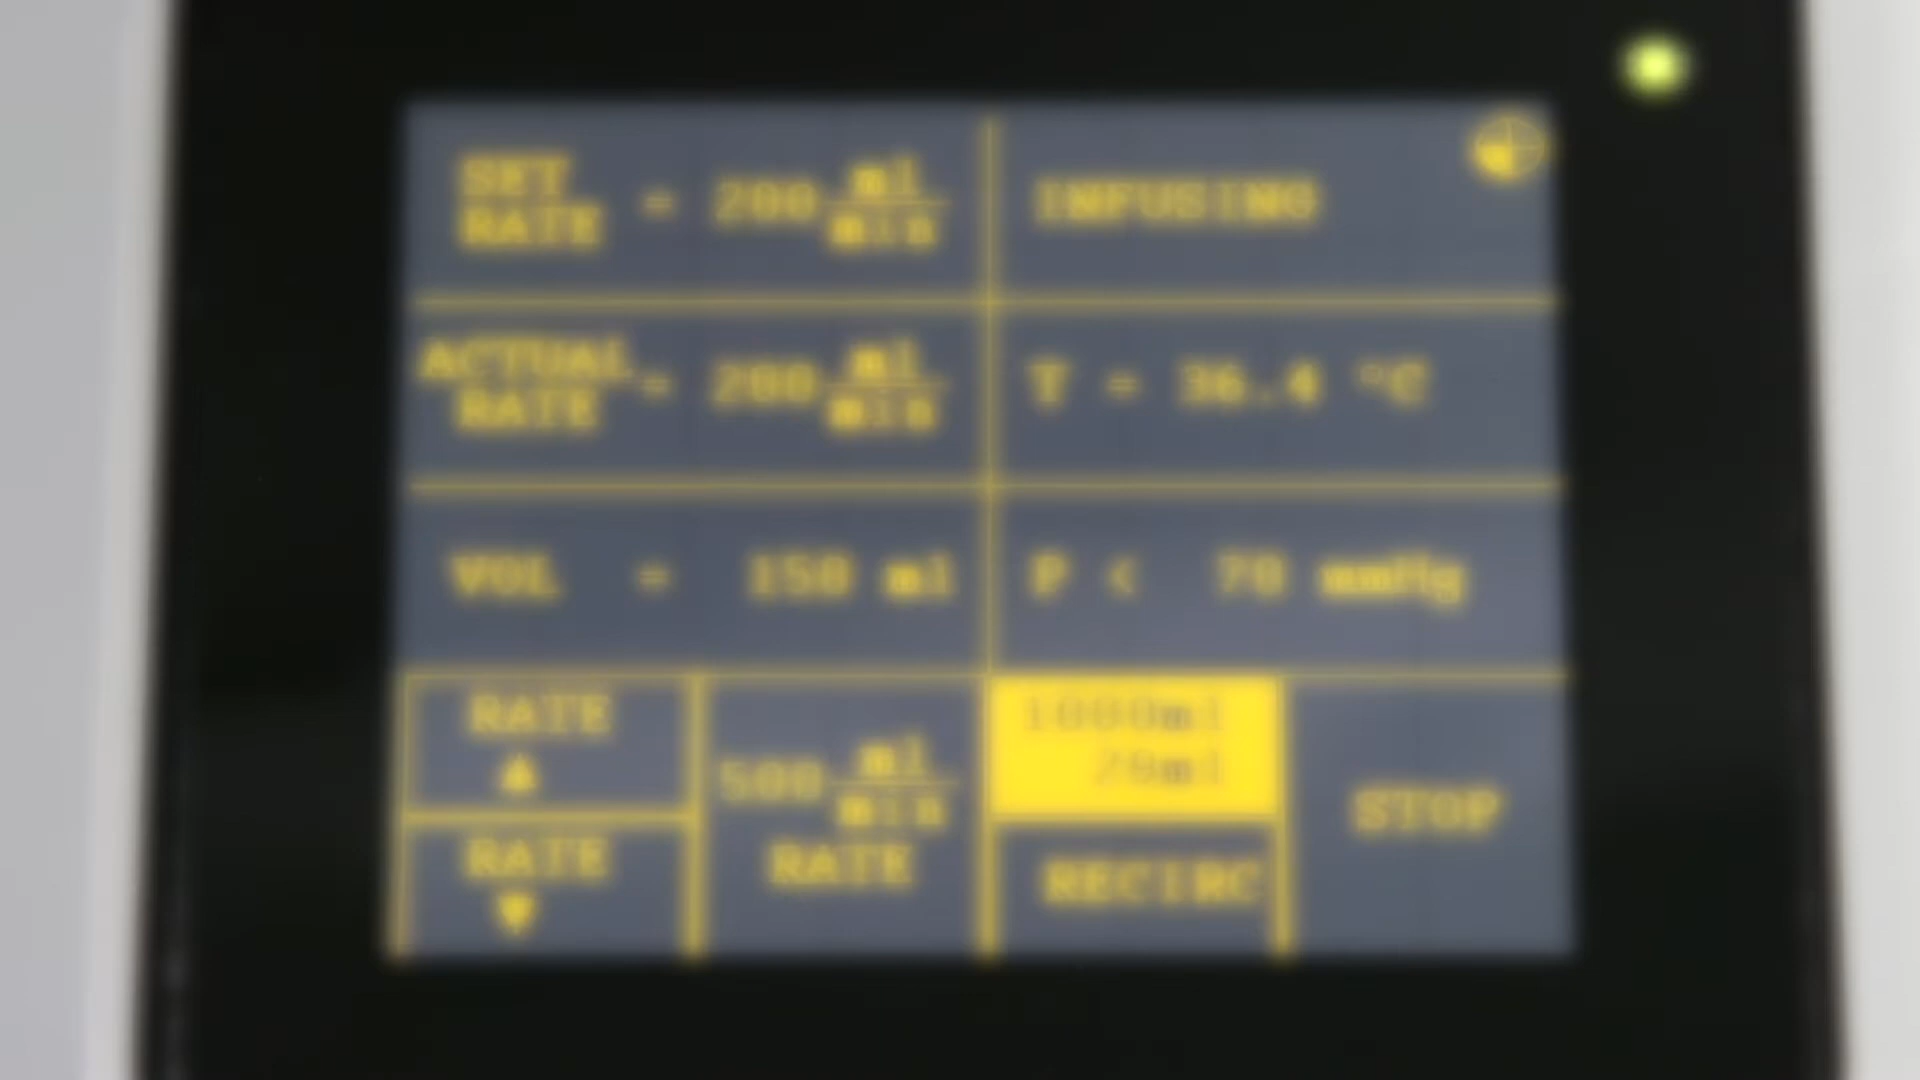 SET
RATE = 200 ml/min
INFUSING
ACTUAL
RATE = 200 ml/min
T = 36.4 °C
VOL = 150 ml
P < 70 mmHg
RATE
▲
RATE
▼
500 ml/min
RATE
1000ml
20ml
RECIRC
STOP